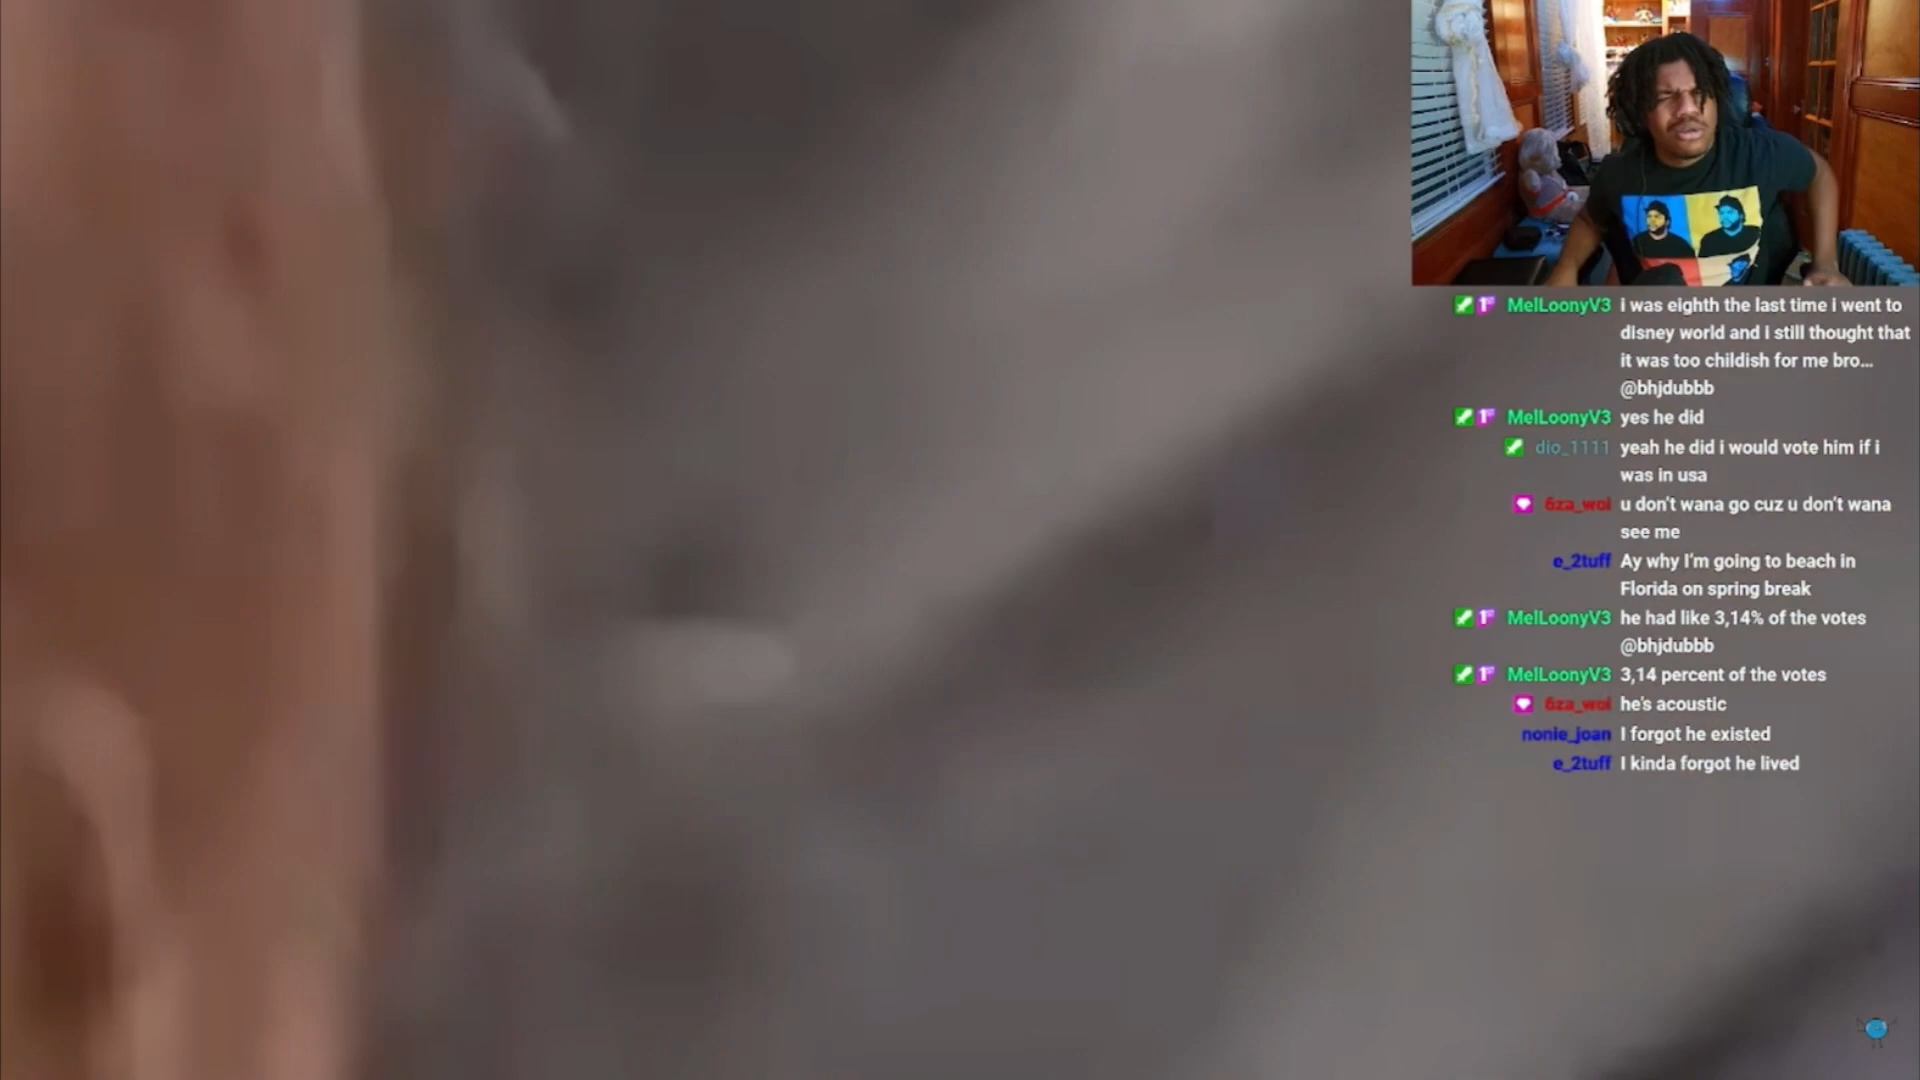 MelLoonyV3 i was eighth the last time i went to
disney world and i still thought that
it was too childish for me bro...
@bhjdubbb
MelLoonyV3 yes he did
dio_1111 yeah he did i would vote him if i
was in usa
6za_wol u don't wana go cuz u don't wana
see me
e_2tuff Ay why I'm going to beach in
Florida on spring break
MelLoonyV3 he had like 3,14% of the votes
@bhjdubbb
MelLoonyV3 3,14 percent of the votes
6za_wol he's acoustic
nonie_joan I forgot he existed
e_2tuff I kinda forgot he lived